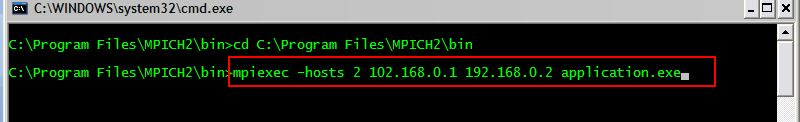 C:\WINDOWS\system32\cmd.exe
C:\Program Files\MPICH2\bin>cd C:\Program Files\MPICH2\bin
C:\Program Files\MPICH2\bin>mpiexec -hosts 2 102.168.0.1 192.168.0.2 application.exe